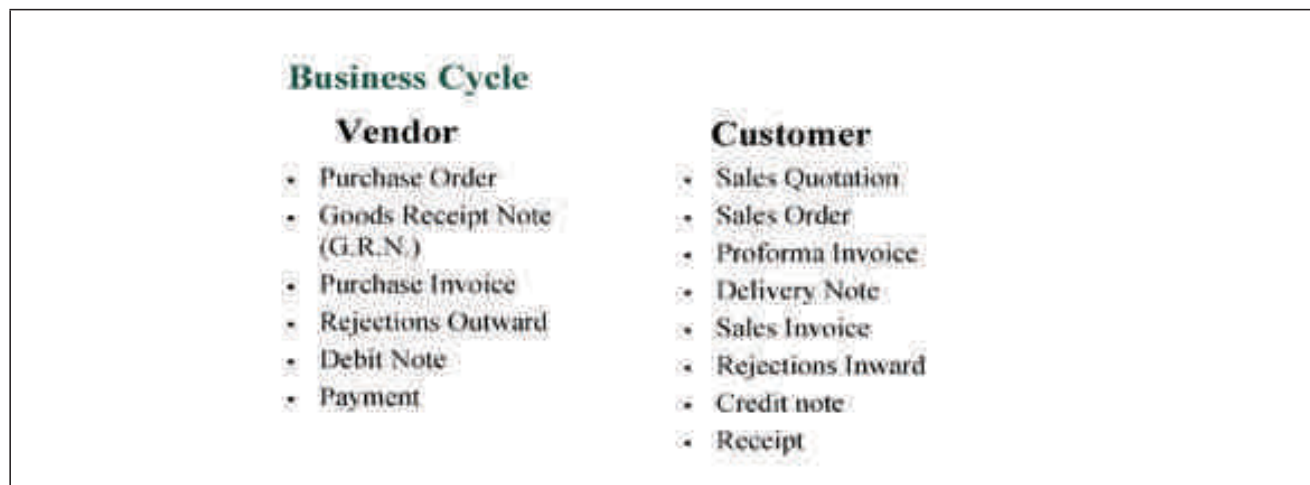 Business Cycle
Vendor
• Purchase Order
• Goods Receipt Note
(G.R.N.)
• Purchase Invoice
• Rejections Outward
• Debit Note
• Payment
Customer
• Sales Quotation
• Sales Order
• Proforma Invoice
• Delivery Note
• Sales Invoice
• Rejections Inward
• Credit note
• Receipt